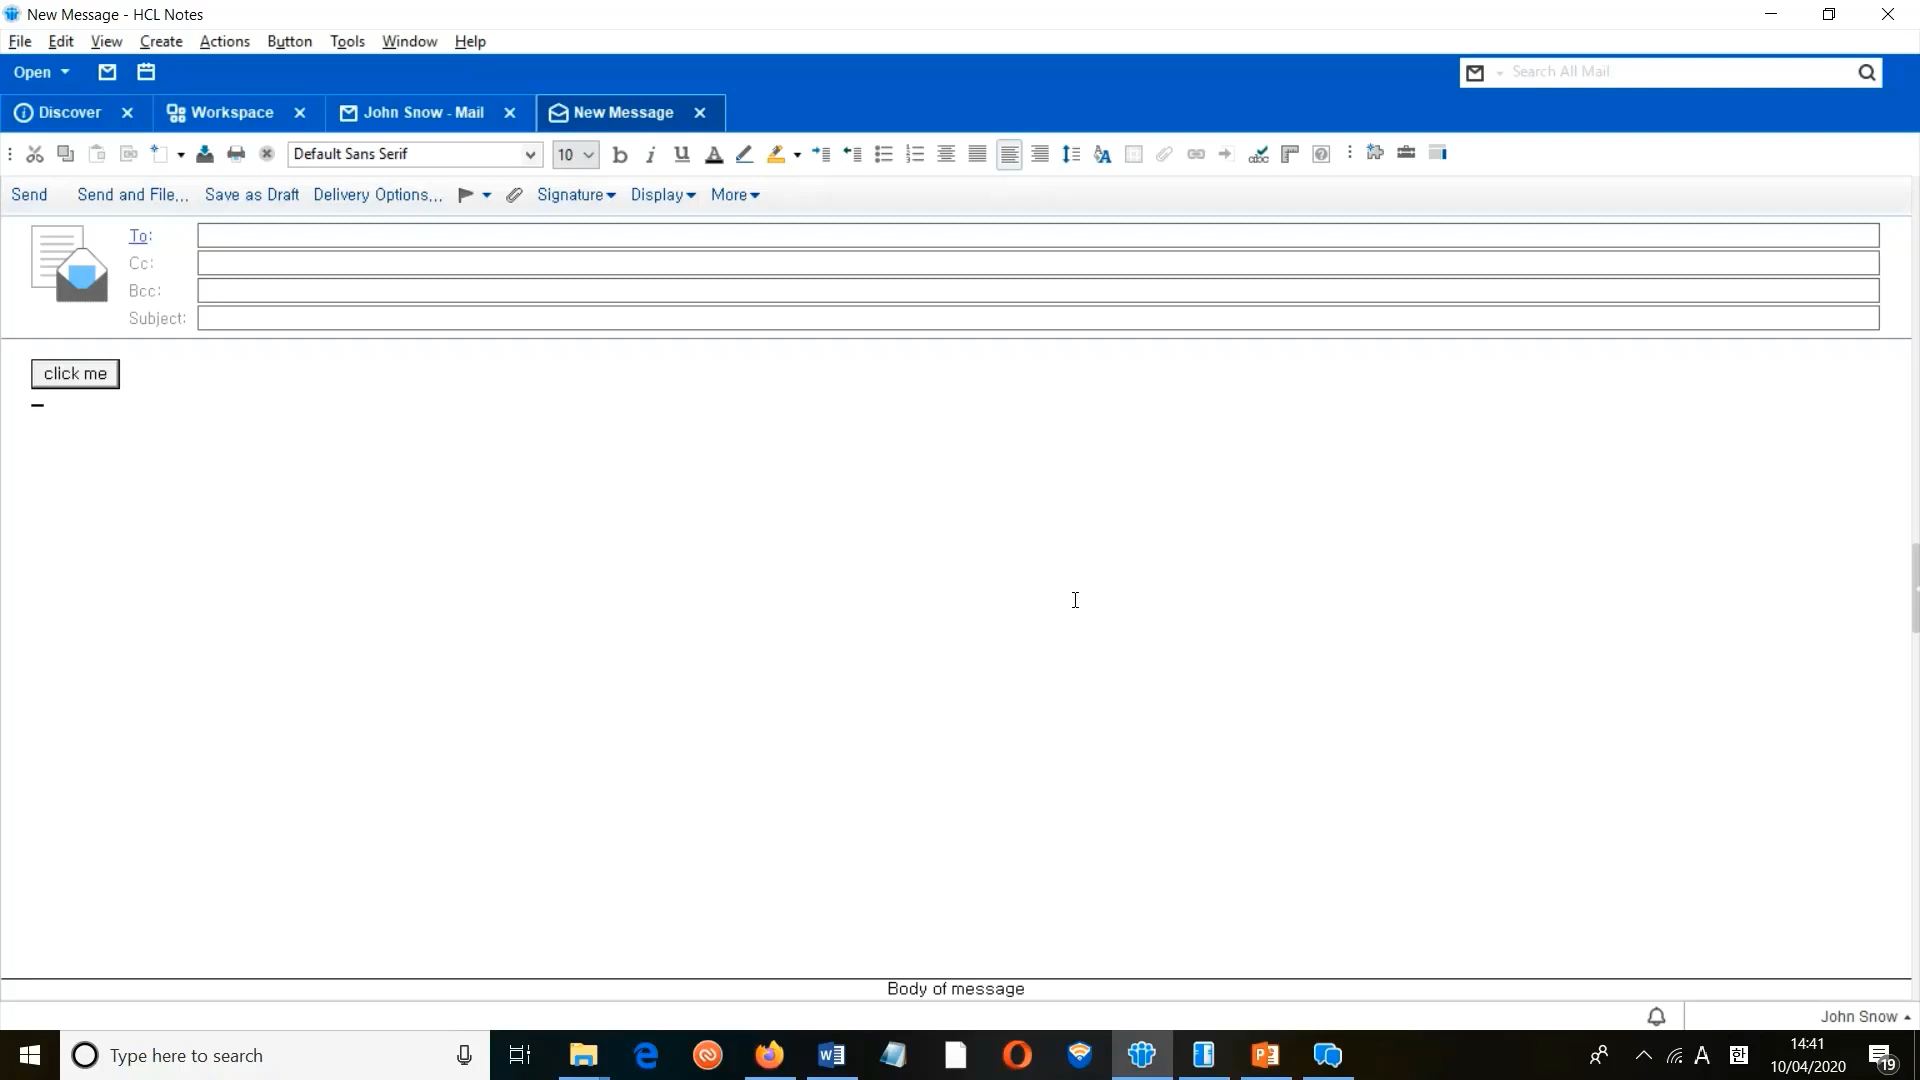 New Message - HCL Notes
File Edit View Create Actions Button Tools Window Help
Open Search All Mail
Discover Workspace John Snow - Mail New Message
Default Sans Serif 10 b i u A
Send Send and File... Save as Draft Delivery Options... Signature Display More
To:
Cc:
Bcc:
Subject:
click me
Body of message
John Snow
Type here to search A 한 14:41
10/04/2020 19